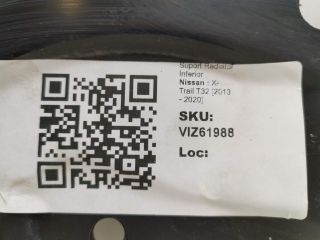 Suport Radiator
Inferior
Nissan : X-
Trail T32 [2013
- 2020]
SKU:
VIZ61988
Loc: